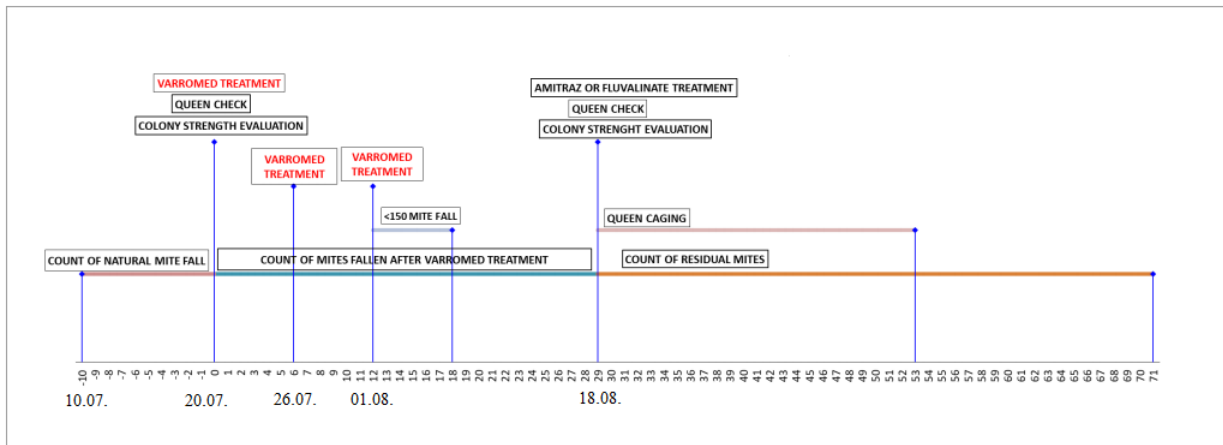 VARROMED TREATMENT
QUEEN CHECK
COLONY STRENGTH EVALUATION
AMITRAZ OR FLUVALINATE TREATMENT
QUEEN CHECK
COLONY STRENGHT EVALUATION
VARROMED
TREATMENT
VARROMED
TREATMENT
<150 MITE FALL
QUEEN CAGING
COUNT OF NATURAL MITE FALL
COUNT OF MITES FALLEN AFTER VARROMED TREATMENT
COUNT OF RESIDUAL MITES
-10 -9 -8 -7 -6 -5 -4 -3 -2 -1 0 1 2 3 4 5 6 7 8 9 10 11 12 13 14 15 16 17 18 19 20 21 22 23 24 25 26 27 28 29 30 31 32 33 34 35 36 37 38 39 40 41 42 43 44 45 46 47 48 49 50 51 52 53 54 55 56 57 58 59 60 61 62 63 64 65 66 67 68 69 70 71
10.07. 20.07. 26.07. 01.08. 18.08.